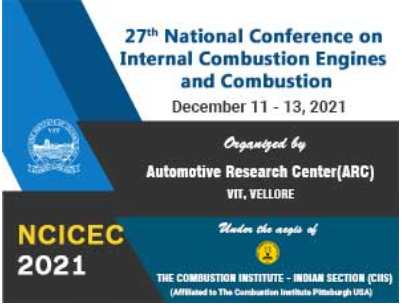 27th National Conference on
Internal Combustion Engines
and Combustion
December 11 - 13, 2021
VIT
Organized by
Automotive Research Center(ARC)
VIT, VELLORE
NCICEC
2021
Under the aegis of
THE COMBUSTION INSTITUTE - INDIAN SECTION (CIIS)
(Affiliated to The Combustion Institute Pittsburgh USA)